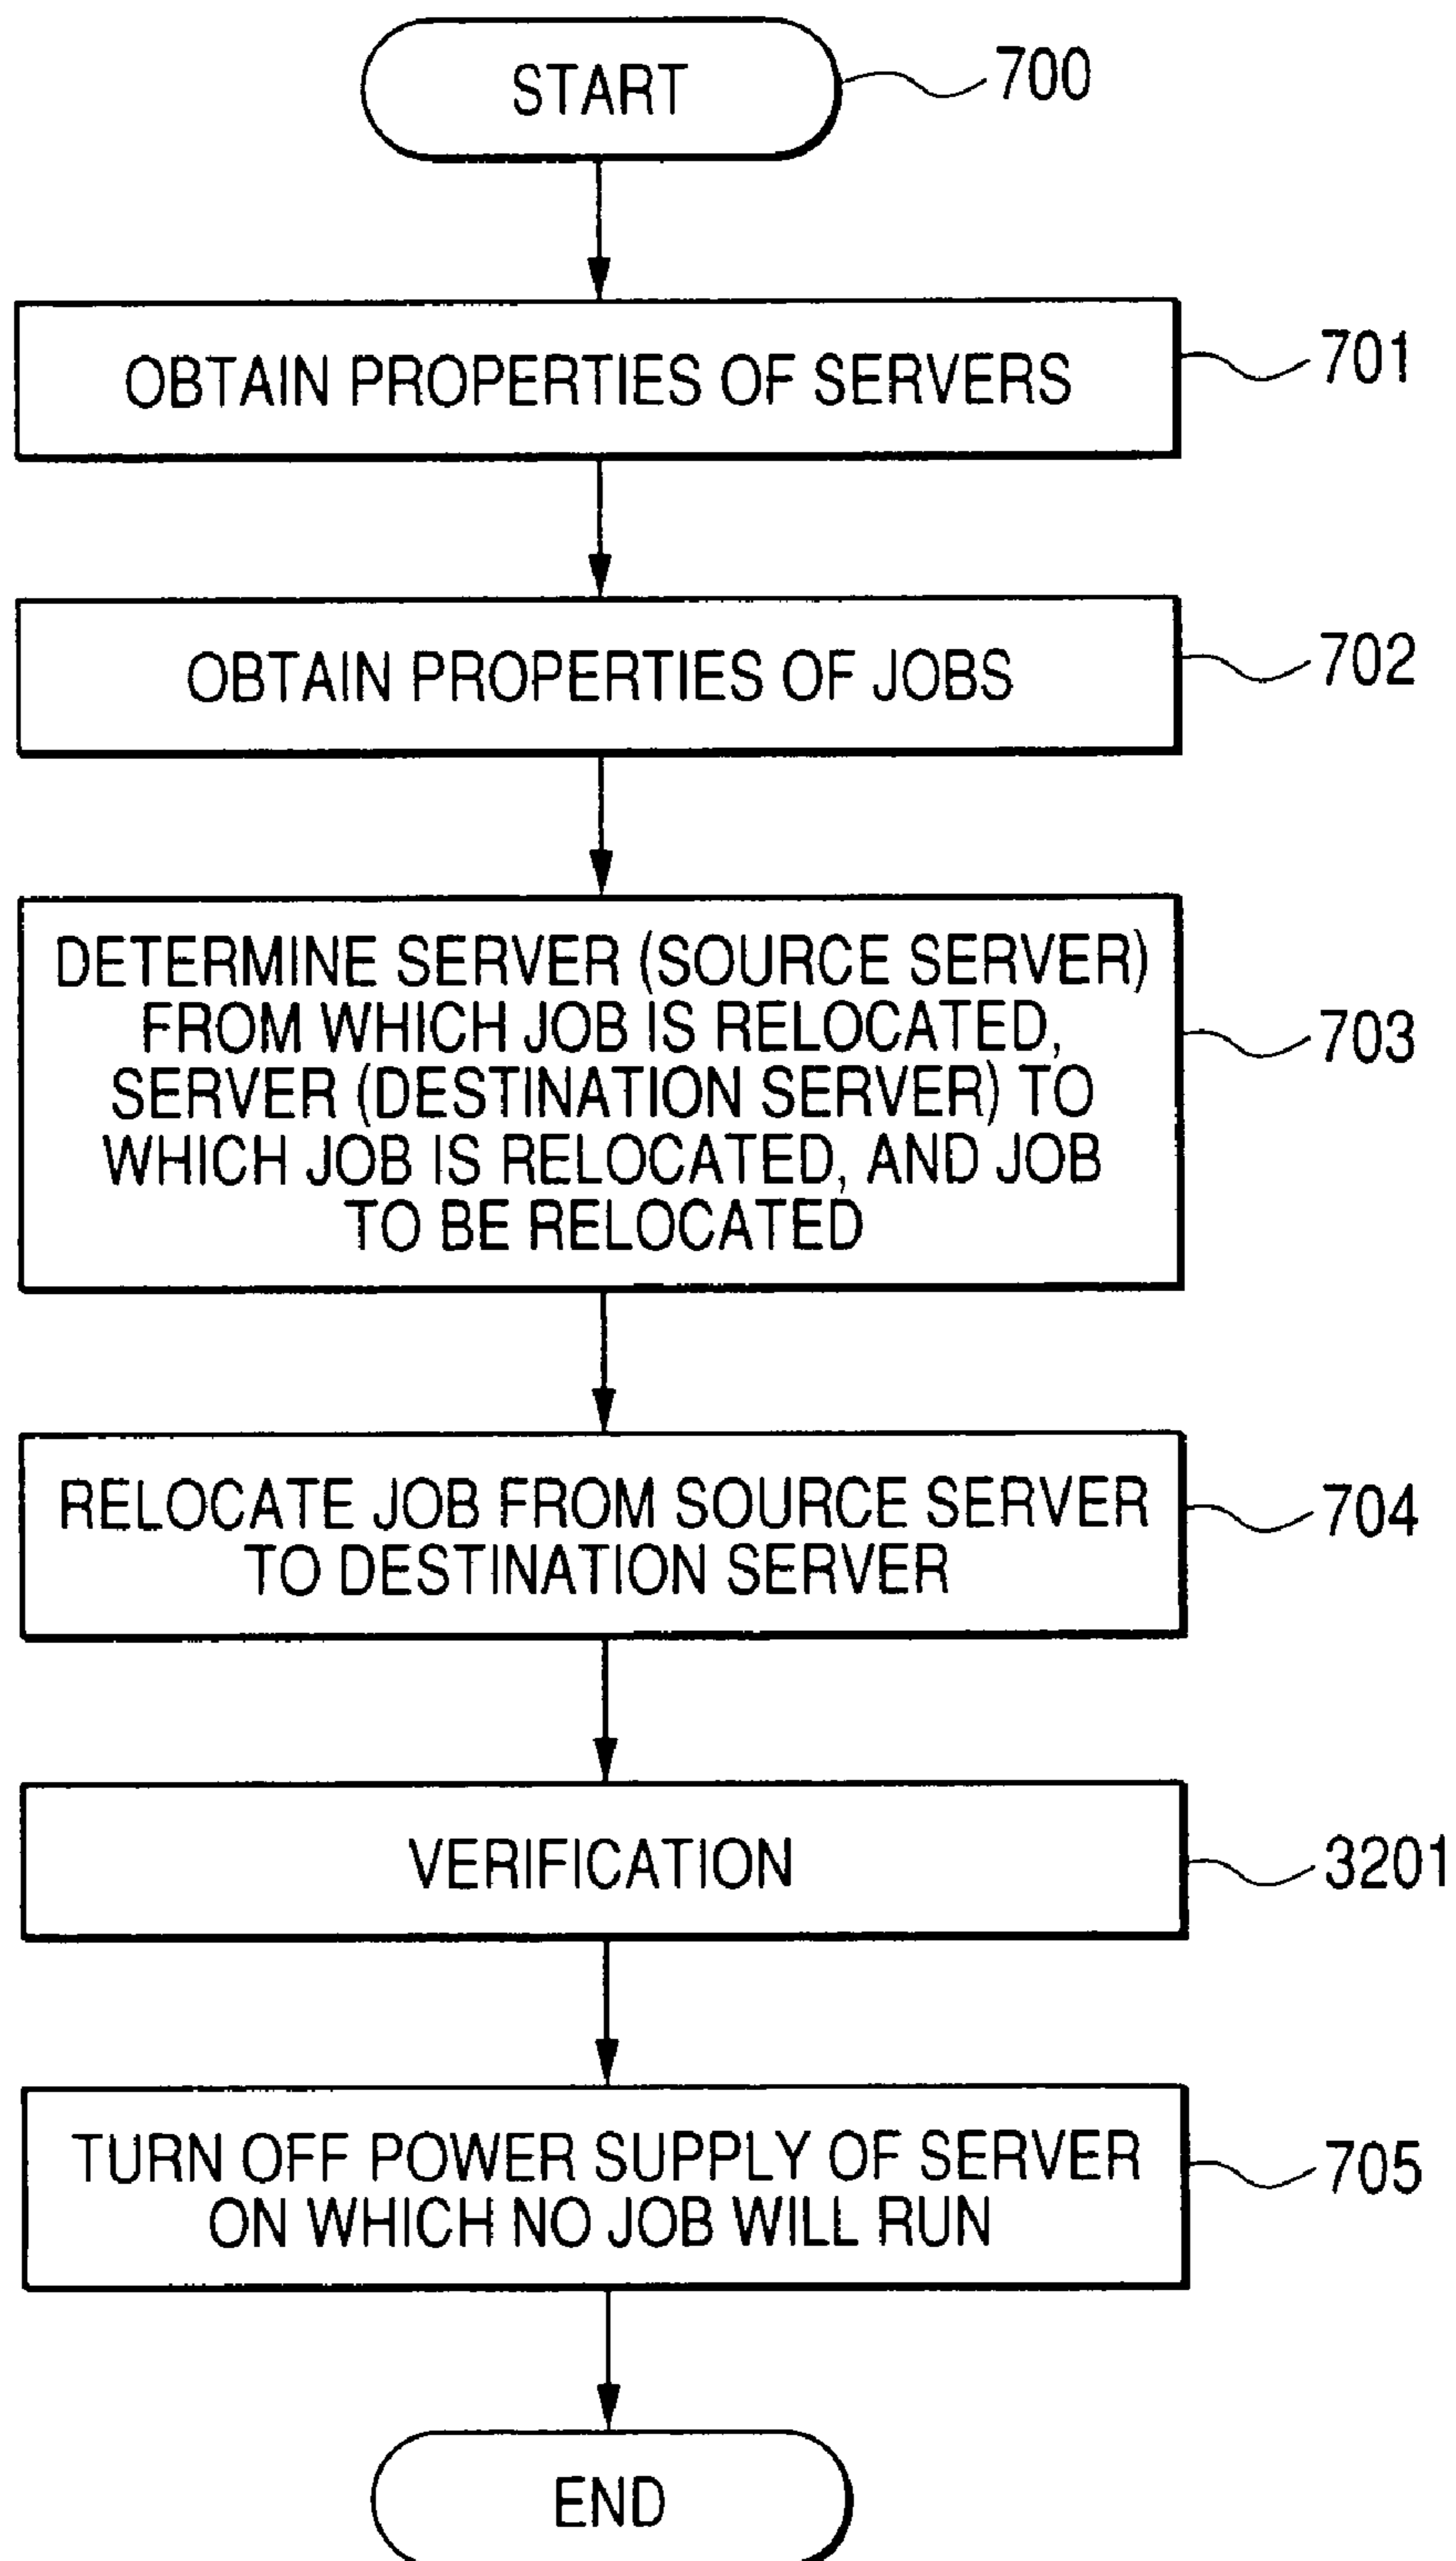 START
700
OBTAIN PROPERTIES OF SERVERS
701
OBTAIN PROPERTIES OF JOBS
702
DETERMINE SERVER (SOURCE SERVER)
FROM WHICH JOB IS RELOCATED,
SERVER (DESTINATION SERVER) TO
WHICH JOB IS RELOCATED, AND JOB
TO BE RELOCATED
703
RELOCATE JOB FROM SOURCE SERVER
TO DESTINATION SERVER
704
VERIFICATION
3201
TURN OFF POWER SUPPLY OF SERVER
ON WHICH NO JOB WILL RUN
705
END